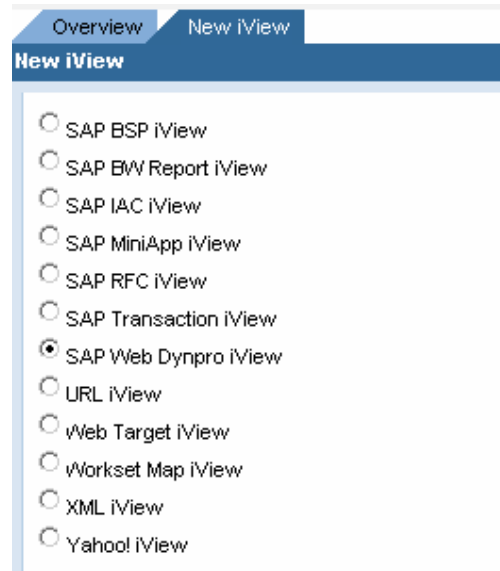 Overview New iView
New iView
SAP BSP iView
SAP BW Report iView
SAP IAC iView
SAP MiniApp iView
SAP RFC iView
SAP Transaction iView
SAP Web Dynpro iView
URL iView
Web Target iView
Workset Map iView
XML iView
Yahoo! iView